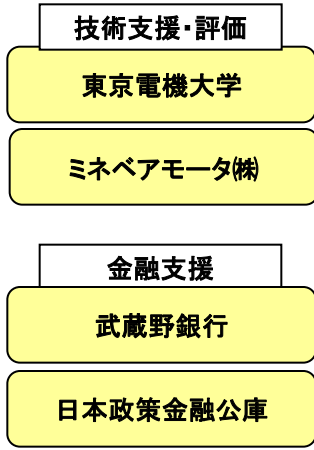 技術支援・評価
東京電機大学
ミネベアモータ㈱
金融支援
武蔵野銀行
日本政策金融公庫